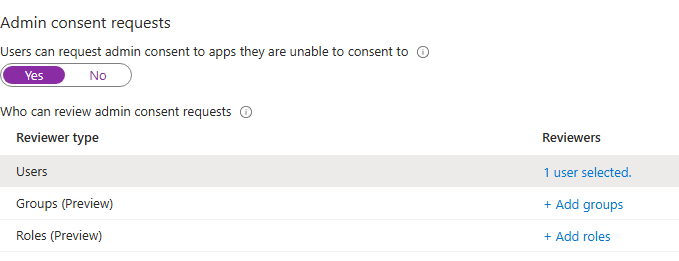 Admin consent requests
Users can request admin consent to apps they are unable to consent to
Yes No
Who can review admin consent requests
Reviewer type Reviewers
Users 1 user selected.
Groups (Preview) + Add groups
Roles (Preview) + Add roles